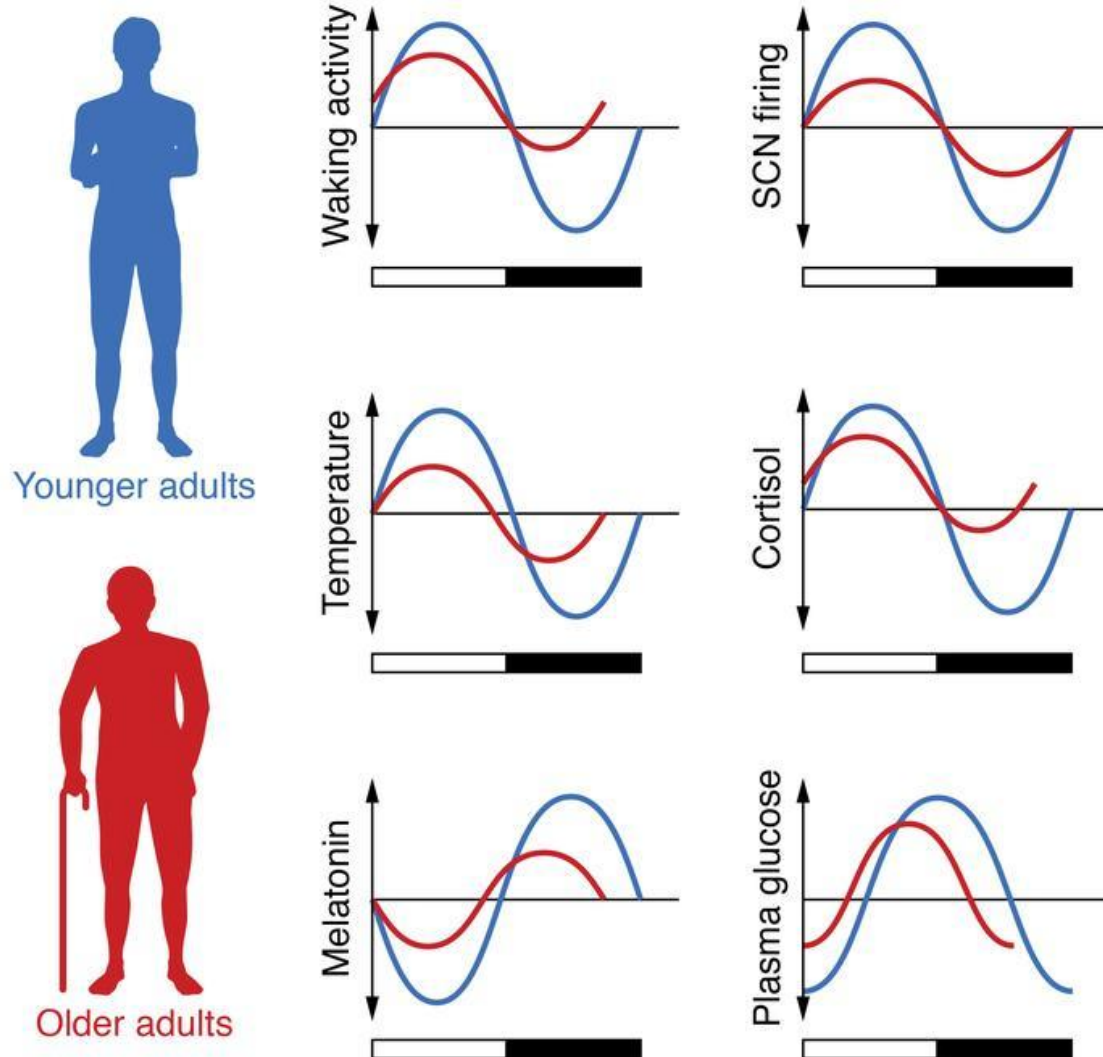 Waking activity
SCN firing
Younger adults
Temperature
Cortisol
Older adults
Melatonin
Plasma glucose